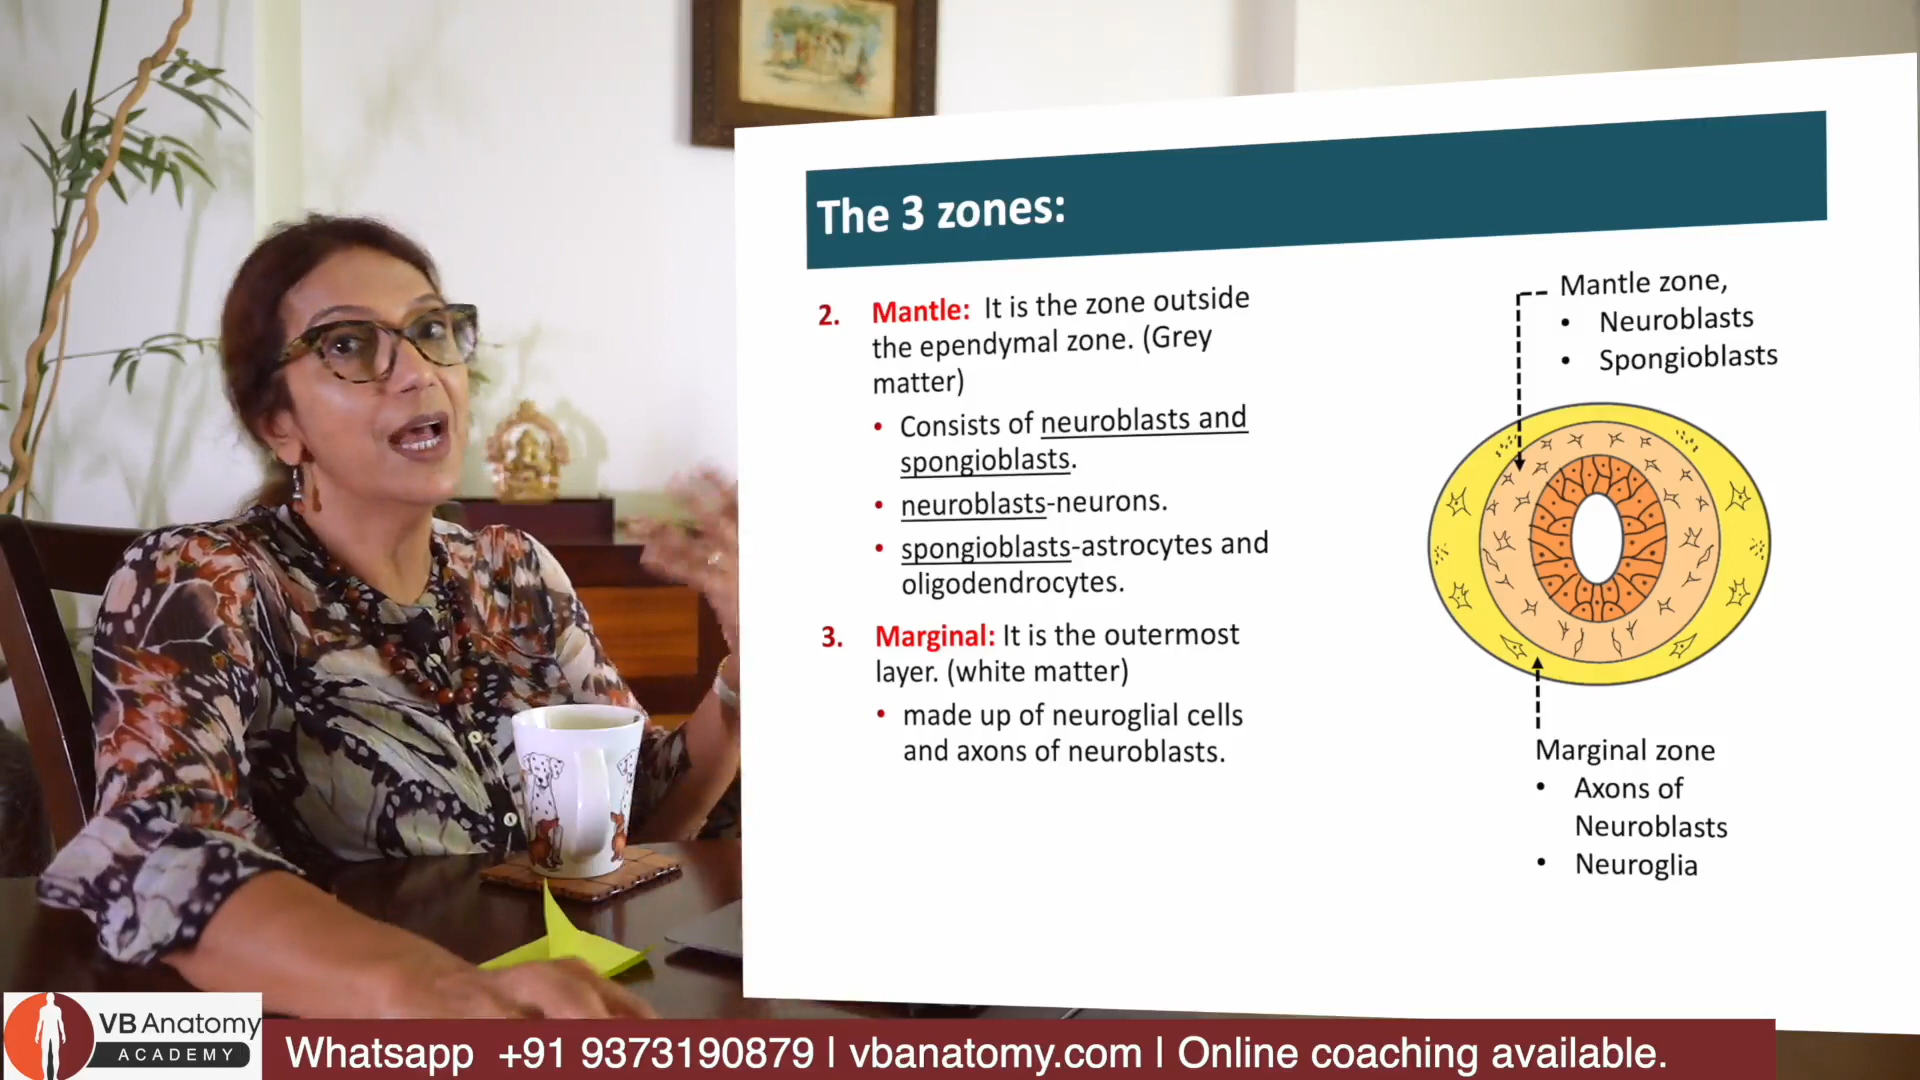 The 3 zones:
2. Mantle: It is the zone outside
the ependymal zone. (Grey
matter)
• Consists of neuroblasts and
spongioblasts.
• neuroblasts-neurons.
• spongioblasts-astrocytes and
oligodendrocytes.
3. Marginal: It is the outermost
layer. (white matter)
• made up of neuroglial cells
and axons of neuroblasts.
Mantle zone,
• Neuroblasts
• Spongioblasts
Marginal zone
• Axons of
Neuroblasts
• Neuroglia
VB Anatomy
ACADEMY
Whatsapp +91 9373190879 | vbanatomy.com | Online coaching available.